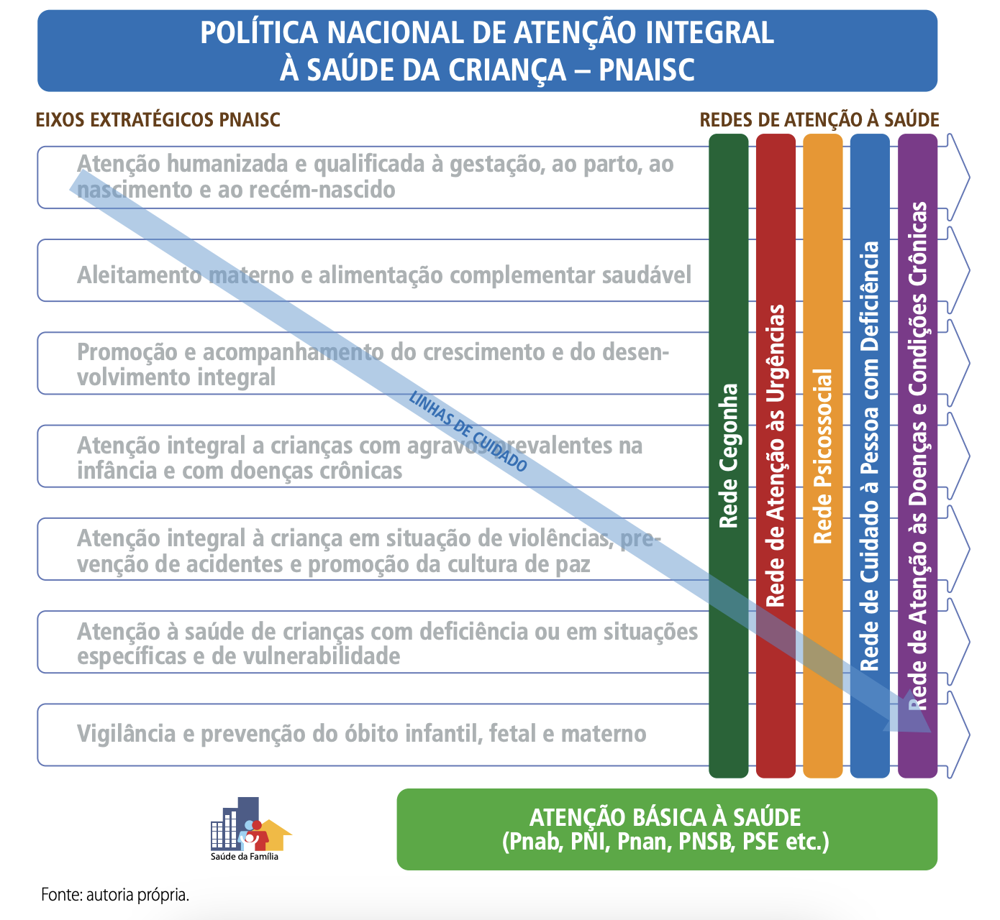 POLÍTICA NACIONAL DE ATENÇÃO INTEGRAL
À SAÚDE DA CRIANÇA – PNAISC
EIXOS EXTRATÉGICOS PNAISC
REDES DE ATENÇÃO À SAÚDE
Atenção humanizada e qualificada à gestação, ao parto, ao
nascimento e ao recém-nascido
Aleitamento materno e alimentação complementar saudável
Promoção e acompanhamento do crescimento e do desen-
volvimento integral
Atenção integral a crianças com agravos prevalentes na
infância e com doenças crônicas
Atenção integral à criança em situação de violências, pre-
venção de acidentes e promoção da cultura de paz
Atenção à saúde de crianças com deficiência ou em situações
específicas e de vulnerabilidade
Vigilância e prevenção do óbito infantil, fetal e materno
LINHAS DE CUIDADO
Rede Cegonha
Rede de Atenção às Urgências
Rede Psicossocial
Rede de Cuidado à Pessoa com Deficiência
Rede de Atenção às Doenças e Condições Crônicas
Saúde da Família
ATENÇÃO BÁSICA À SAÚDE
(Pnab, PNI, Pnan, PNSB, PSE etc.)
Fonte: autoria própria.